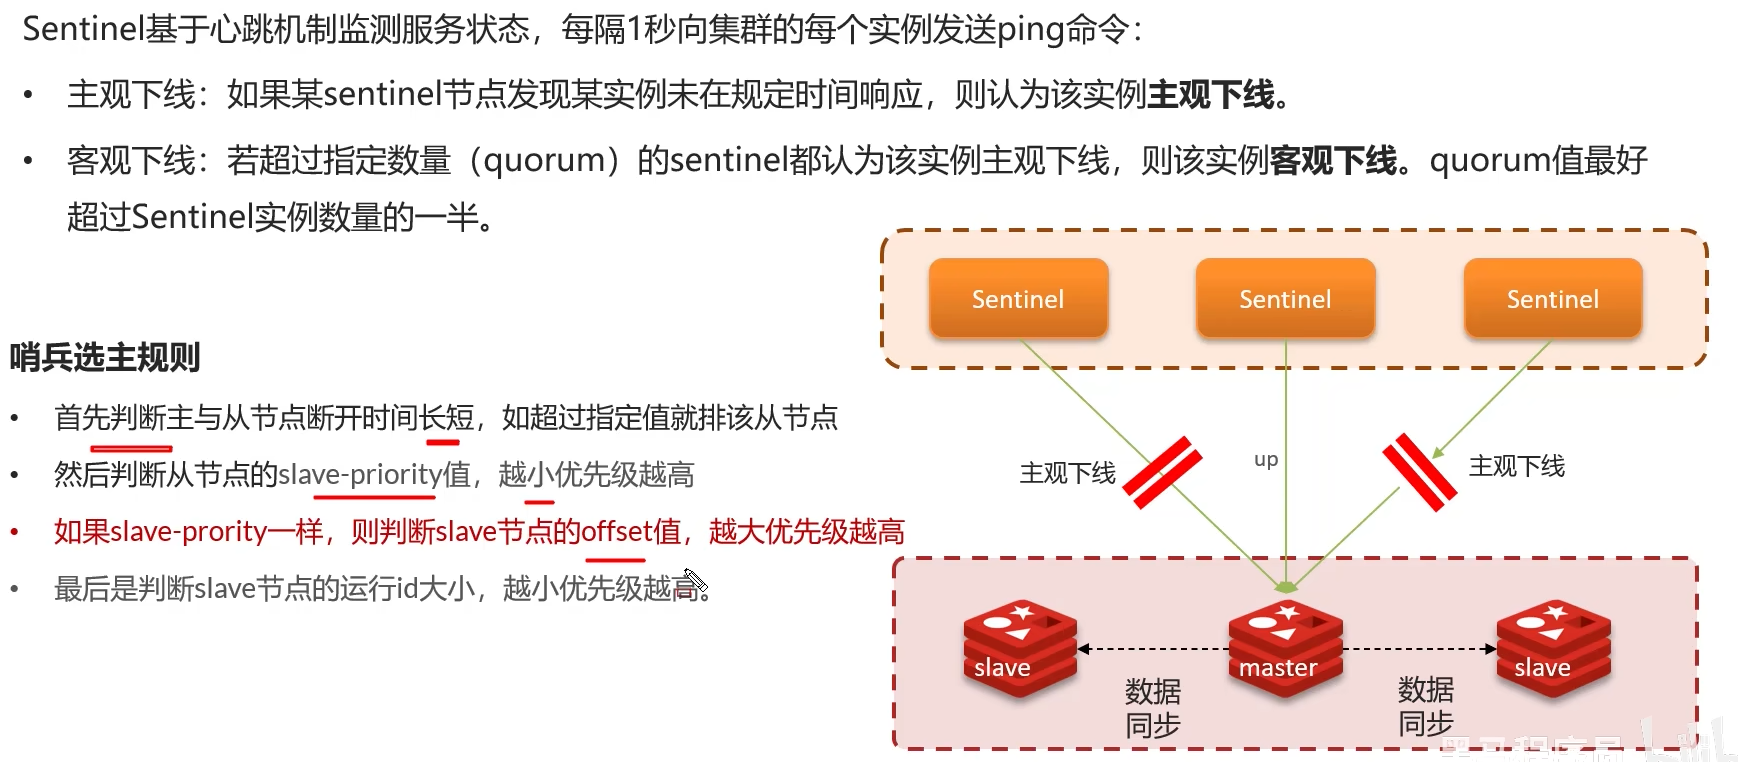 Sentinel基于心跳机制监测服务状态，每隔1秒向集群的每个实例发送ping命令：
• 主观下线：如果某sentinel节点发现某实例未在规定时间响应，则认为该实例主观下线。
• 客观下线：若超过指定数量（quorum）的sentinel都认为该实例主观下线，则该实例客观下线。quorum值最好
超过Sentinel实例数量的一半。
哨兵选主规则
• 首先判断主与从节点断开时间长短，如超过指定值就排该从节点
• 然后判断从节点的slave-priority值，越小优先级越高
• 如果slave-prority一样，则判断slave节点的offset值，越大优先级越高
• 最后是判断slave节点的运行id大小，越小优先级越高。
Sentinel
Sentinel
Sentinel
主观下线
up
主观下线
slave
master
slave
数据
同步
数据
同步
黑马程序员